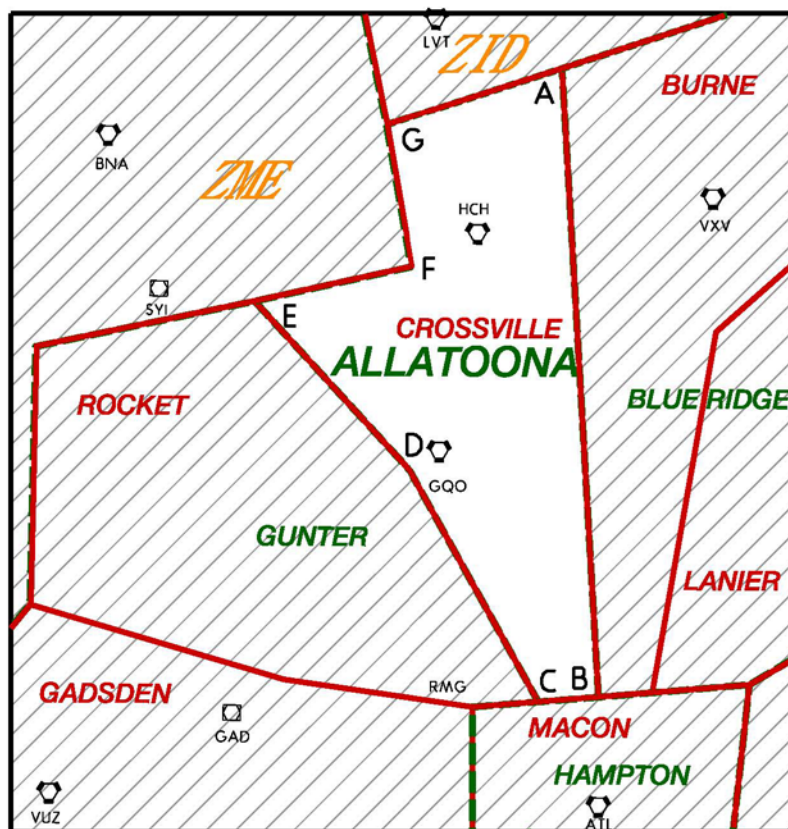 LVT
ZID
A
BURNE
G
BNA
ZME
HCH
VXV
F
SYI
E
CROSSVILLE
ALLATOONA
ROCKET
BLUE RIDGE
D
GQO
GUNTER
LANIER
GADSDEN
RMG
C
B
GAD
MACON
HAMPTON
VUZ
ATL